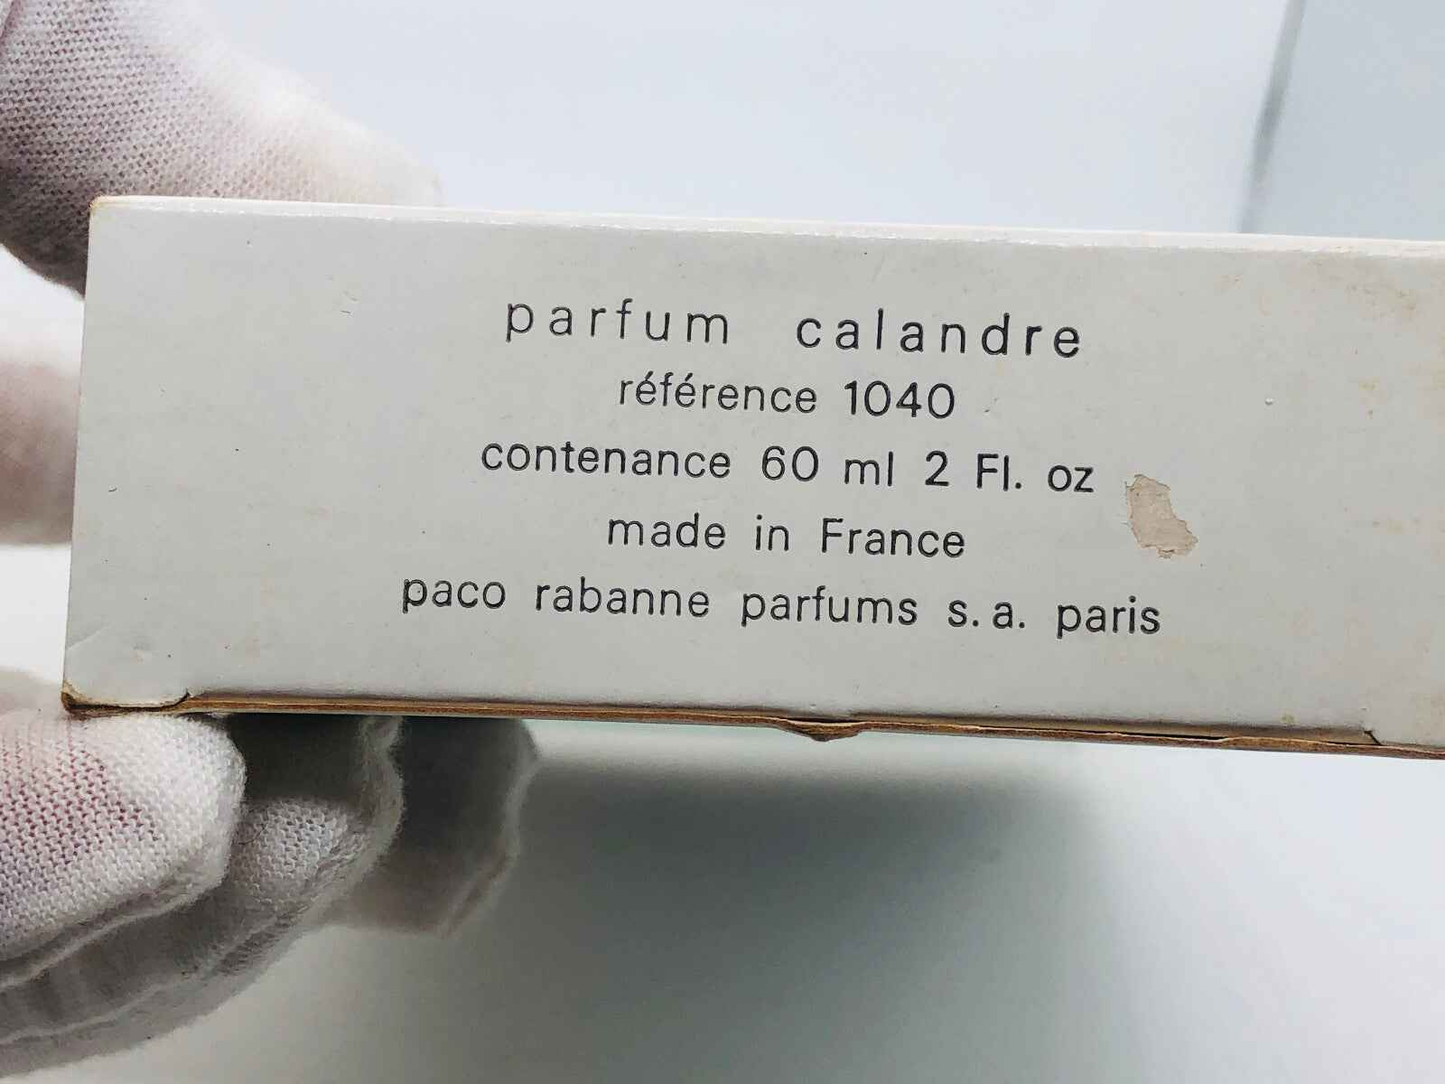 parfum calandre
référence 1040
contenance 60 ml 2 Fl. oz
made in France
paco rabanne parfums s.a. paris